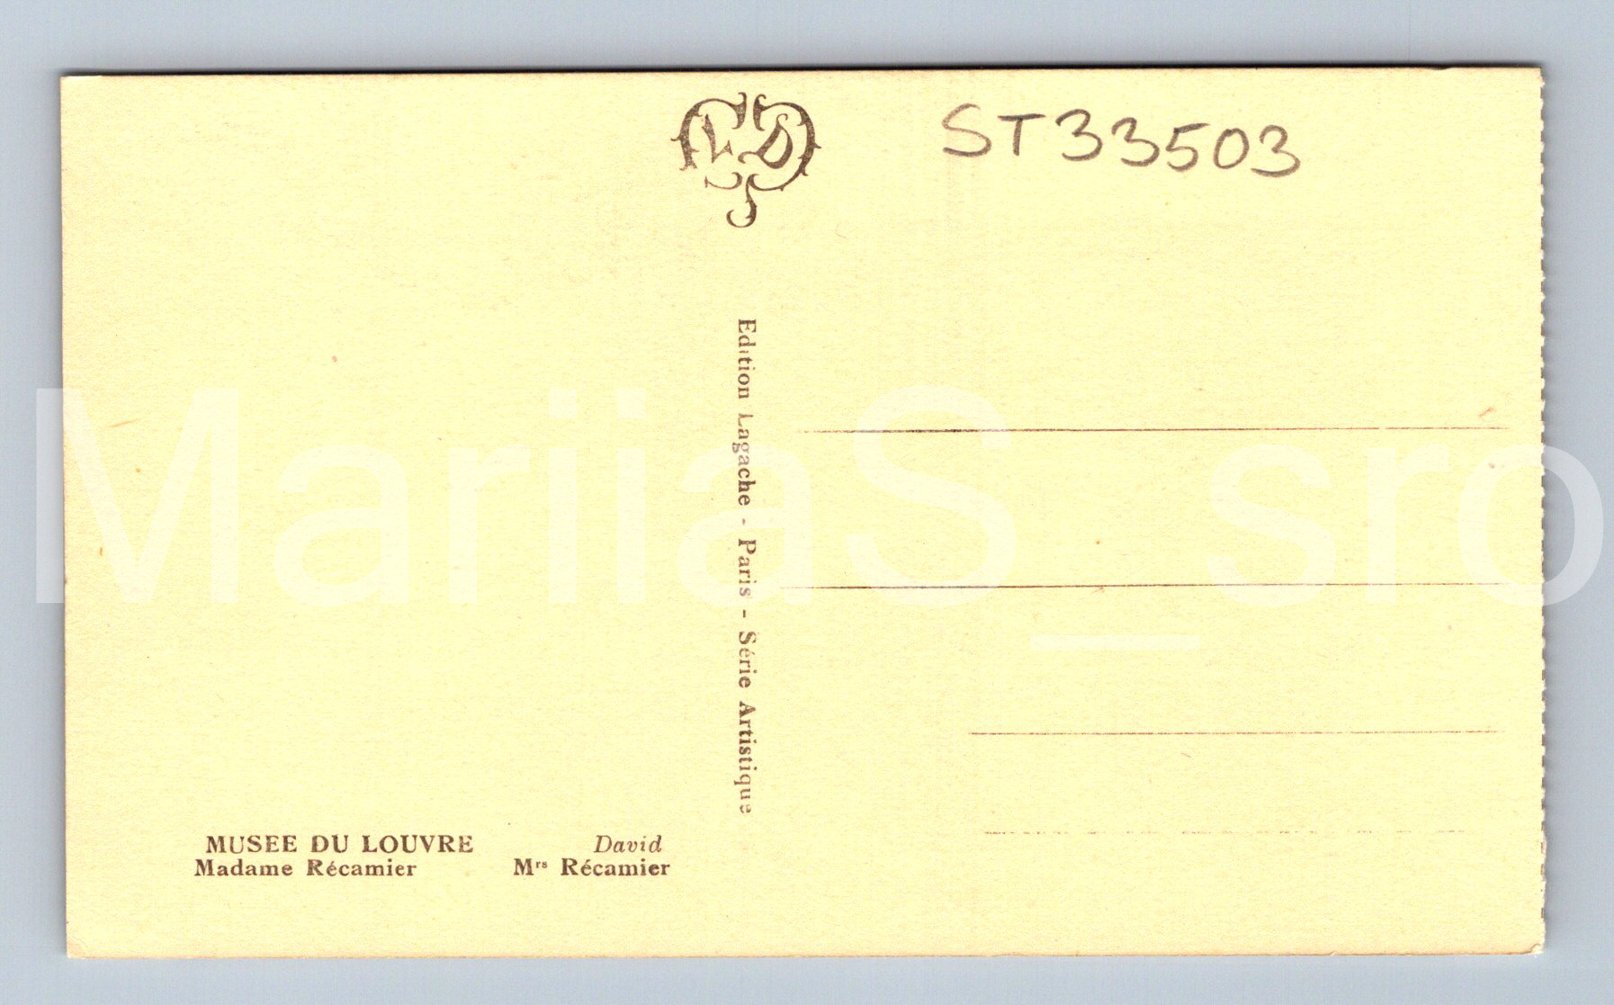 ST33503
Edition Lagache - Paris - Série Artistique
MUSEE DU LOUVRE David
Madame Récamier Mrs Récamier
MariiaS_sro